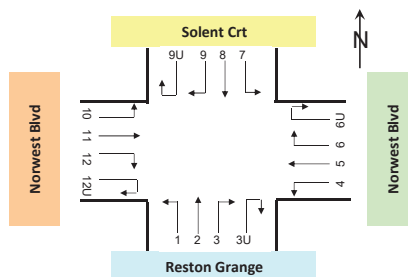 Solent Crt
N
9U 9 8 7
Norwest Blvd
10
11
12
12U
6U
6
5
4
Norwest Blvd
1 2 3 3U
Reston Grange